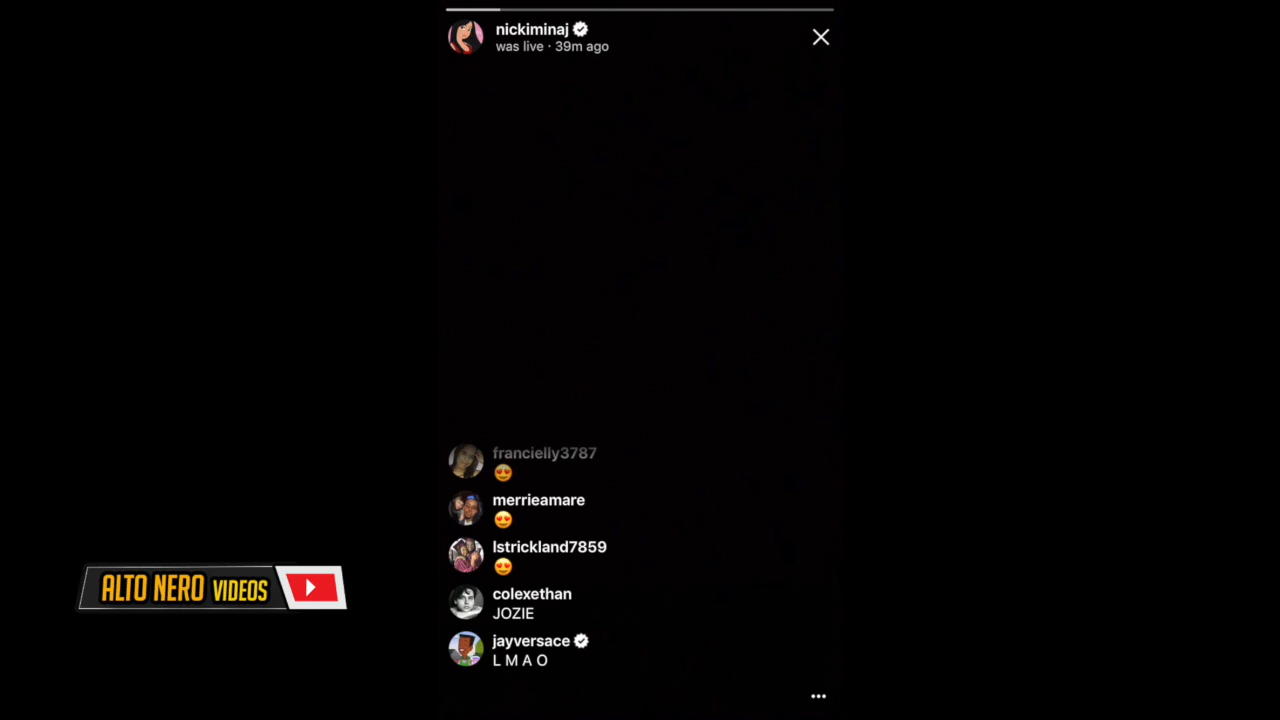 nickiminaj
was live · 39m ago
francielly3787
😍
merrieamare
😍
lstrickland7859
😍
colexethan
JOZIE
jayversace
L M A O
ALTO NERO VIDEOS